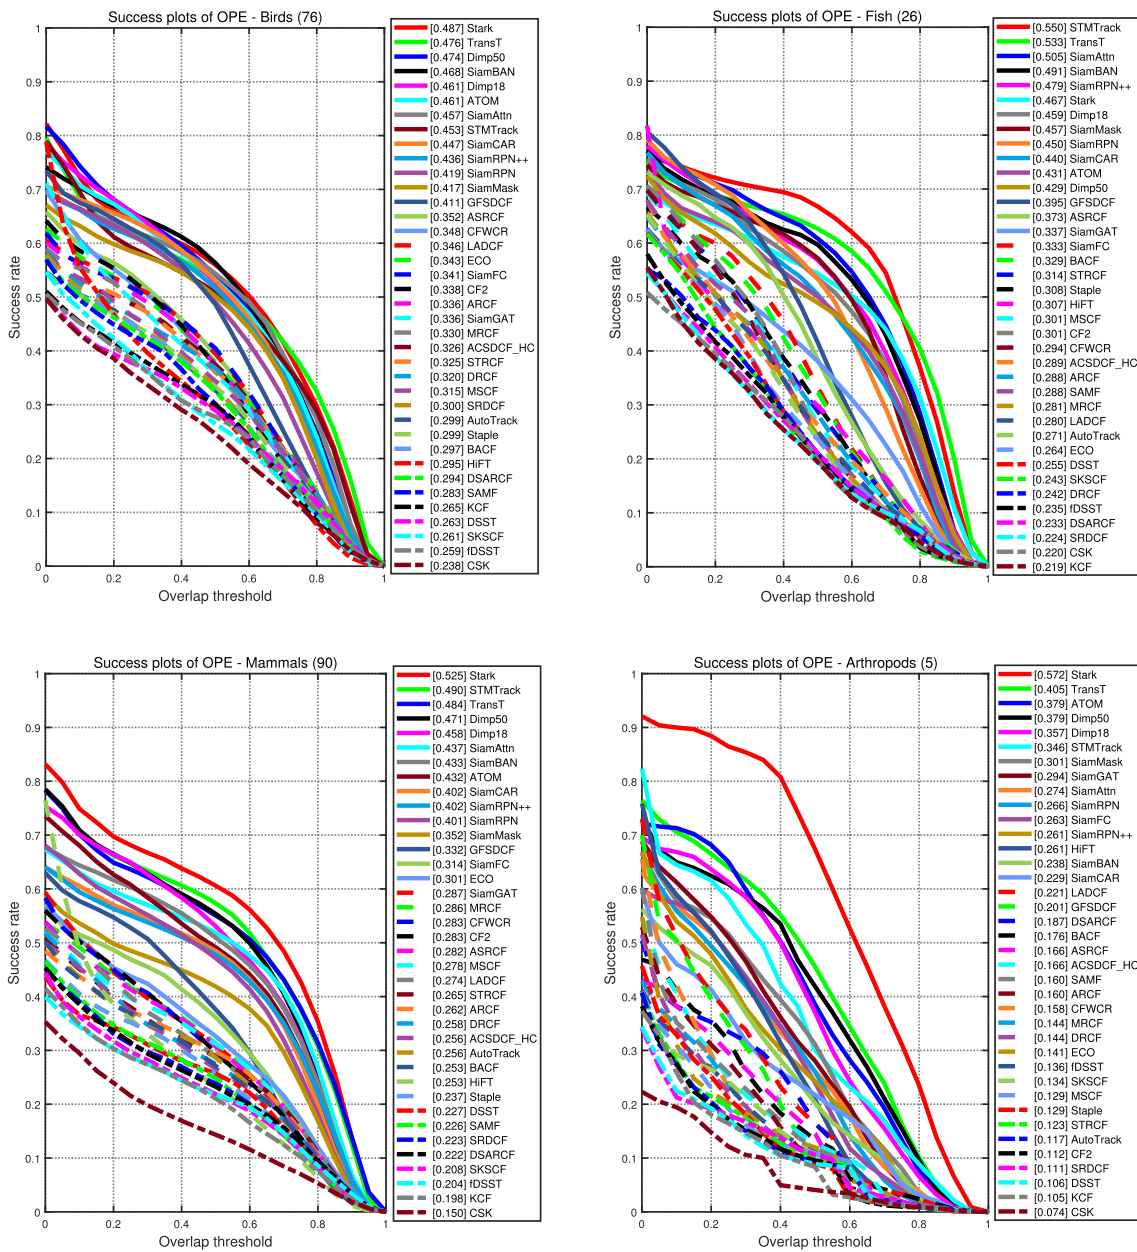 Success plots of OPE - Birds (76)
Success rate
1
0.9
0.8
0.7
0.6
0.5
0.4
0.3
0.2
0.1
0
0 0.2 0.4 0.6 0.8 1
Overlap threshold
[0.487] Stark
[0.476] TransT
[0.474] Dimp50
[0.468] SiamBAN
[0.461] Dimp18
[0.461] ATOM
[0.457] SiamAttn
[0.453] STMTrack
[0.447] SiamCAR
[0.436] SiamRPN++
[0.419] SiamRPN
[0.417] SiamMask
[0.411] GFSDCF
[0.352] ASRCF
[0.348] CFWCR
[0.346] LADCF
[0.343] ECO
[0.341] SiamFC
[0.338] CF2
[0.336] ARCF
[0.336] SiamGAT
[0.330] MRCF
[0.326] ACSDCF_HC
[0.325] STRCF
[0.320] DRCF
[0.315] MSCF
[0.300] SRDCF
[0.299] AutoTrack
[0.299] Staple
[0.297] BACF
[0.295] HiFT
[0.294] DSARCF
[0.283] SAMF
[0.265] KCF
[0.263] DSST
[0.261] SKSCF
[0.259] fDSST
[0.238] CSK
Success plots of OPE - Fish (26)
Success rate
1
0.9
0.8
0.7
0.6
0.5
0.4
0.3
0.2
0.1
0
0 0.2 0.4 0.6 0.8 1
Overlap threshold
[0.550] STMTrack
[0.533] TransT
[0.505] SiamAttn
[0.491] SiamBAN
[0.479] SiamRPN++
[0.467] Stark
[0.459] Dimp18
[0.457] SiamMask
[0.450] SiamRPN
[0.440] SiamCAR
[0.431] ATOM
[0.429] Dimp50
[0.395] GFSDCF
[0.373] ASRCF
[0.337] SiamGAT
[0.333] SiamFC
[0.329] BACF
[0.314] STRCF
[0.308] Staple
[0.307] HiFT
[0.301] MSCF
[0.301] CF2
[0.294] CFWCR
[0.289] ACSDCF_HC
[0.288] ARCF
[0.288] SAMF
[0.281] MRCF
[0.280] LADCF
[0.271] AutoTrack
[0.264] ECO
[0.255] DSST
[0.243] SKSCF
[0.242] DRCF
[0.235] fDSST
[0.233] DSARCF
[0.224] SRDCF
[0.220] CSK
[0.219] KCF
Success plots of OPE - Mammals (90)
Success rate
1
0.9
0.8
0.7
0.6
0.5
0.4
0.3
0.2
0.1
0
0 0.2 0.4 0.6 0.8 1
Overlap threshold
[0.525] Stark
[0.490] STMTrack
[0.484] TransT
[0.471] Dimp50
[0.458] Dimp18
[0.437] SiamAttn
[0.433] SiamBAN
[0.432] ATOM
[0.402] SiamCAR
[0.402] SiamRPN++
[0.401] SiamRPN
[0.352] SiamMask
[0.332] GFSDCF
[0.314] SiamFC
[0.301] ECO
[0.287] SiamGAT
[0.286] MRCF
[0.283] CFWCR
[0.283] CF2
[0.282] ASRCF
[0.278] MSCF
[0.274] LADCF
[0.265] STRCF
[0.262] ARCF
[0.258] DRCF
[0.256] ACSDCF_HC
[0.256] AutoTrack
[0.253] BACF
[0.253] HiFT
[0.237] Staple
[0.227] DSST
[0.226] SAMF
[0.223] SRDCF
[0.222] DSARCF
[0.208] SKSCF
[0.204] fDSST
[0.198] KCF
[0.150] CSK
Success plots of OPE - Arthropods (5)
Success rate
1
0.9
0.8
0.7
0.6
0.5
0.4
0.3
0.2
0.1
0
0 0.2 0.4 0.6 0.8 1
Overlap threshold
[0.572] Stark
[0.405] TransT
[0.379] ATOM
[0.379] Dimp50
[0.357] Dimp18
[0.346] STMTrack
[0.301] SiamMask
[0.294] SiamGAT
[0.274] SiamAttn
[0.266] SiamRPN
[0.263] SiamFC
[0.261] SiamRPN++
[0.261] HiFT
[0.238] SiamBAN
[0.229] SiamCAR
[0.221] LADCF
[0.201] GFSDCF
[0.187] DSARCF
[0.176] BACF
[0.166] ASRCF
[0.166] ACSDCF_HC
[0.160] SAMF
[0.160] ARCF
[0.158] CFWCR
[0.144] MRCF
[0.144] DRCF
[0.141] ECO
[0.136] fDSST
[0.134] SKSCF
[0.129] MSCF
[0.129] Staple
[0.123] STRCF
[0.117] AutoTrack
[0.112] CF2
[0.111] SRDCF
[0.106] DSST
[0.105] KCF
[0.074] CSK